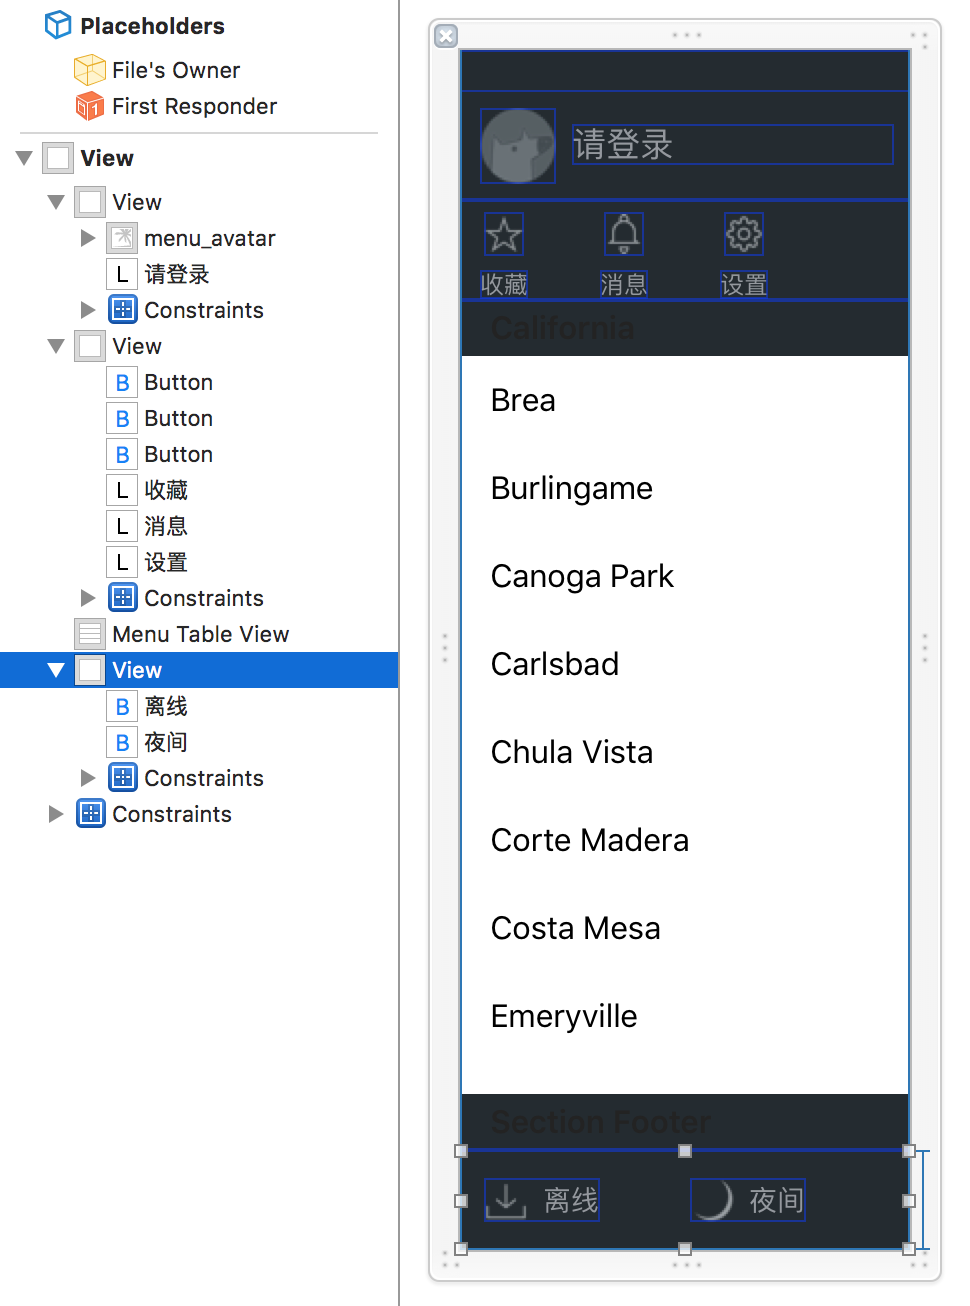 Placeholders
File's Owner
First Responder
View
View
menu_avatar
L 请登录
Constraints
View
B Button
B Button
B Button
L 收藏
L 消息
L 设置
Constraints
Menu Table View
View
B 离线
B 夜间
Constraints
Constraints
请登录
收藏 消息 设置
California
Brea
Burlingame
Canoga Park
Carlsbad
Chula Vista
Corte Madera
Costa Mesa
Emeryville
Section Footer
离线 夜间